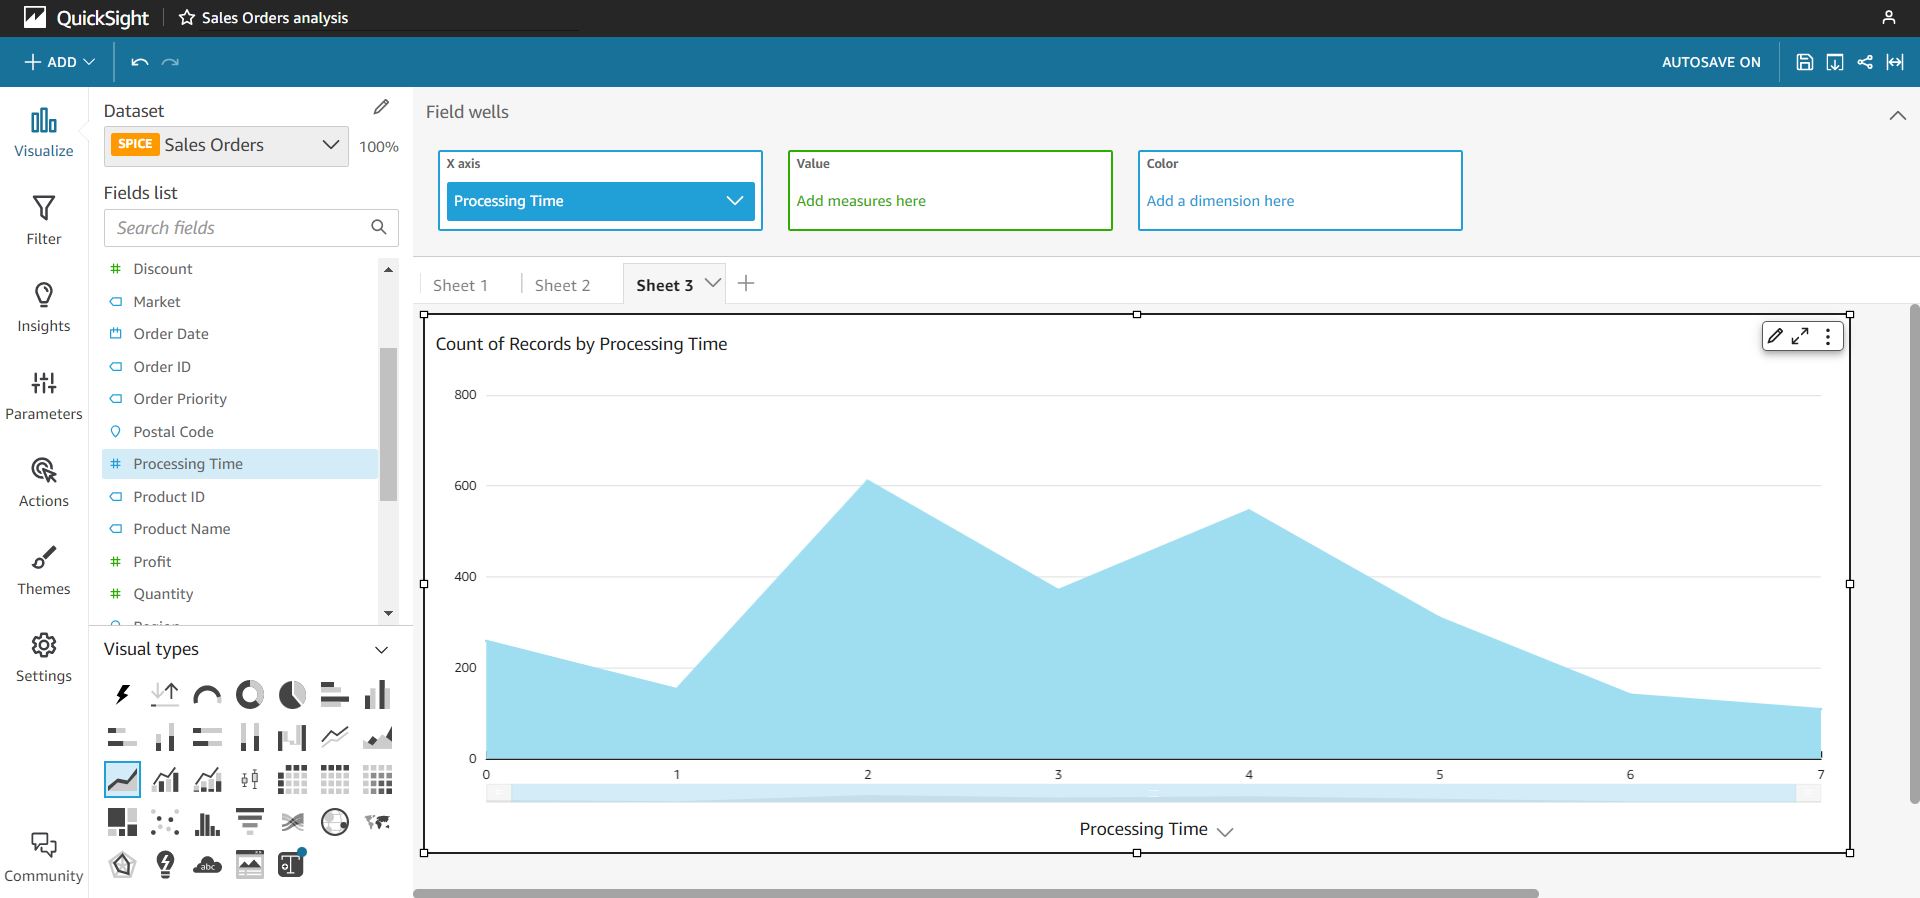 QuickSight
Sales Orders analysis
ADD
AUTOSAVE ON
Visualize
Filter
Insights
Parameters
Actions
Themes
Settings
Community
Dataset
SPICE Sales Orders
100%
Fields list
Search fields
Discount
Market
Order Date
Order ID
Order Priority
Postal Code
Processing Time
Product ID
Product Name
Profit
Quantity
Visual types
abc
Field wells
X axis
Processing Time
Value
Add measures here
Color
Add a dimension here
Sheet 1
Sheet 2
Sheet 3
Count of Records by Processing Time
800
600
400
200
0
0 1 2 3 4 5 6 7
Processing Time